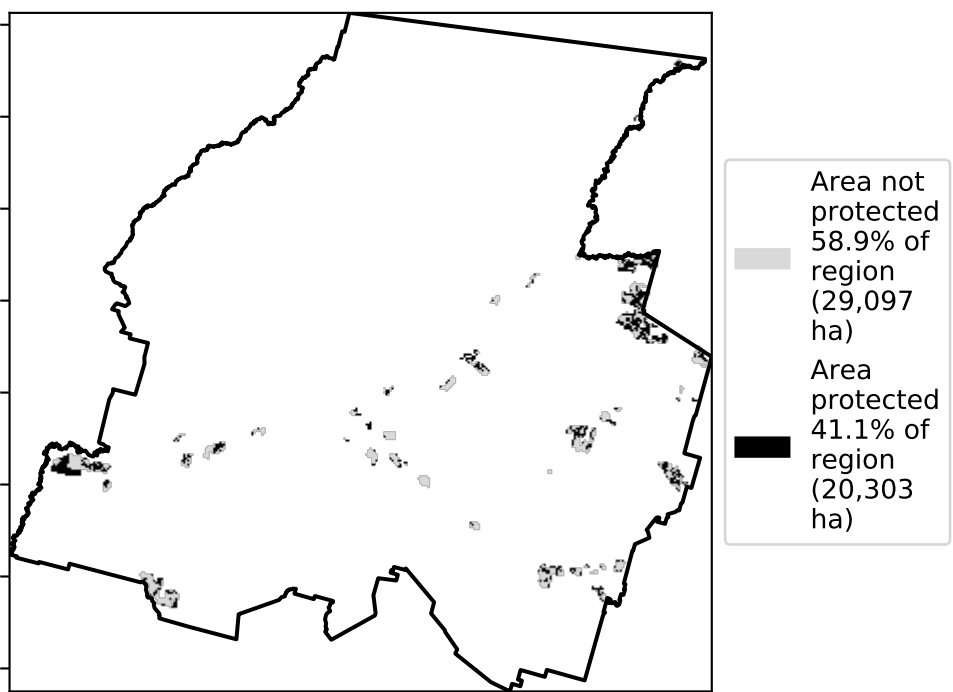 Area not
protected
58.9% of
region
(29,097
ha)
Area
protected
41.1% of
region
(20,303
ha)